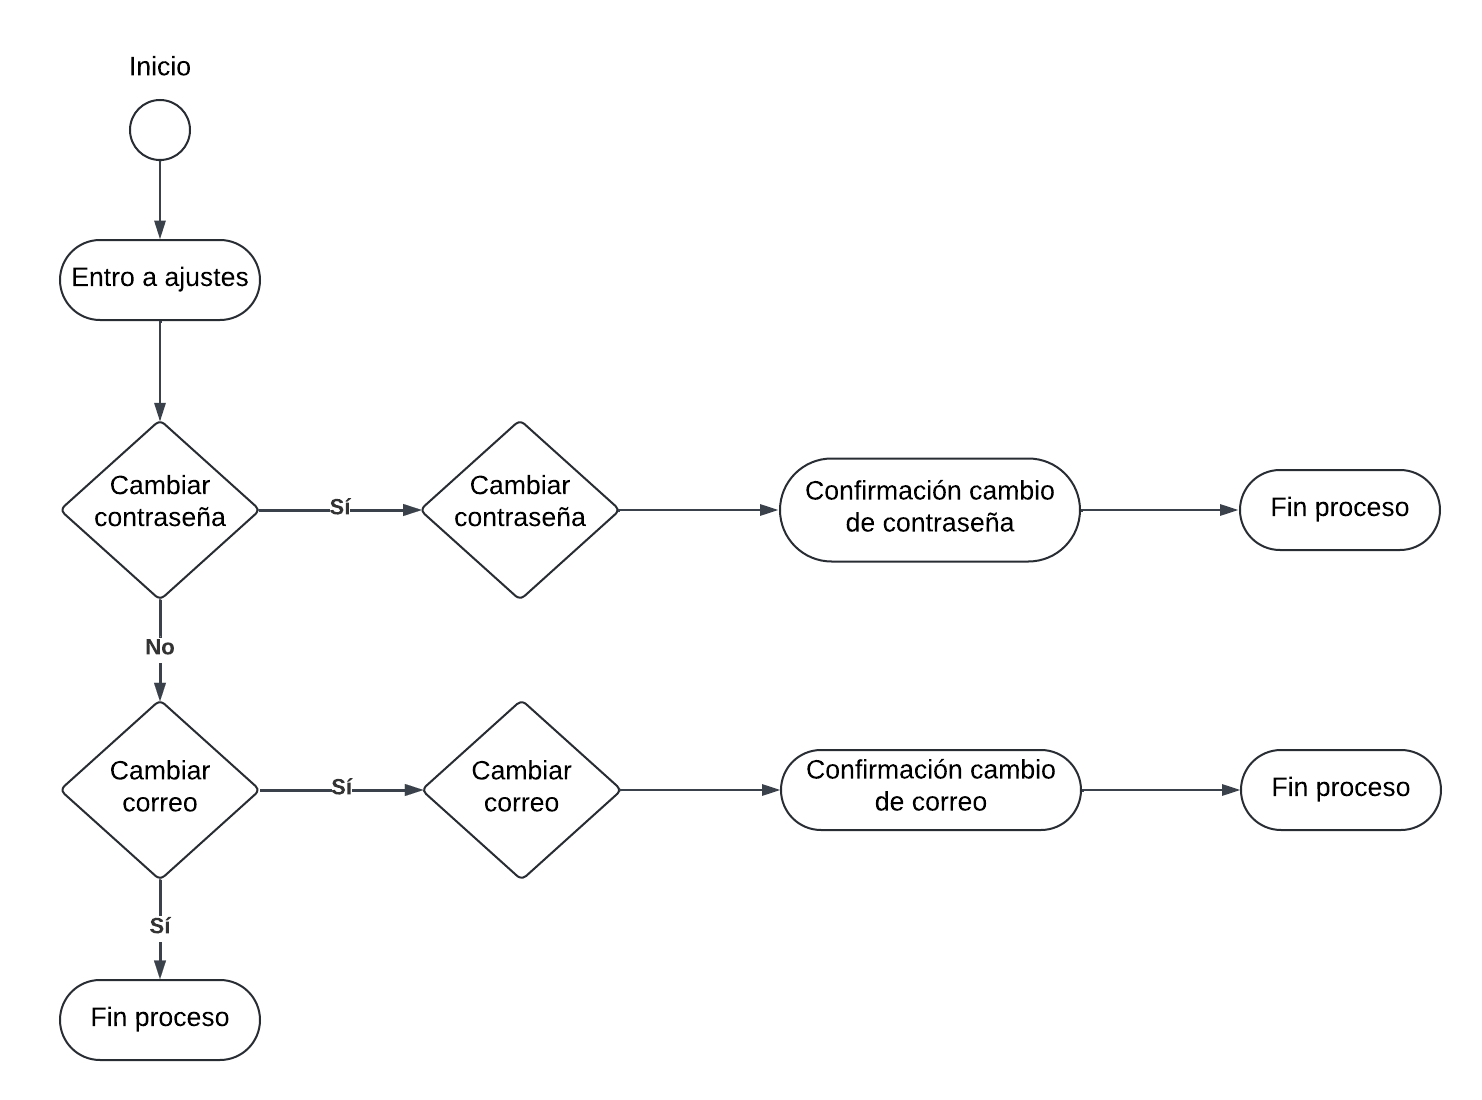 Inicio
Entro a ajustes
Cambiar
contraseña
Sí
Cambiar
contraseña
Confirmación cambio
de contraseña
Fin proceso
No
Cambiar
correo
Sí
Cambiar
correo
Confirmación cambio
de correo
Fin proceso
Sí
Fin proceso